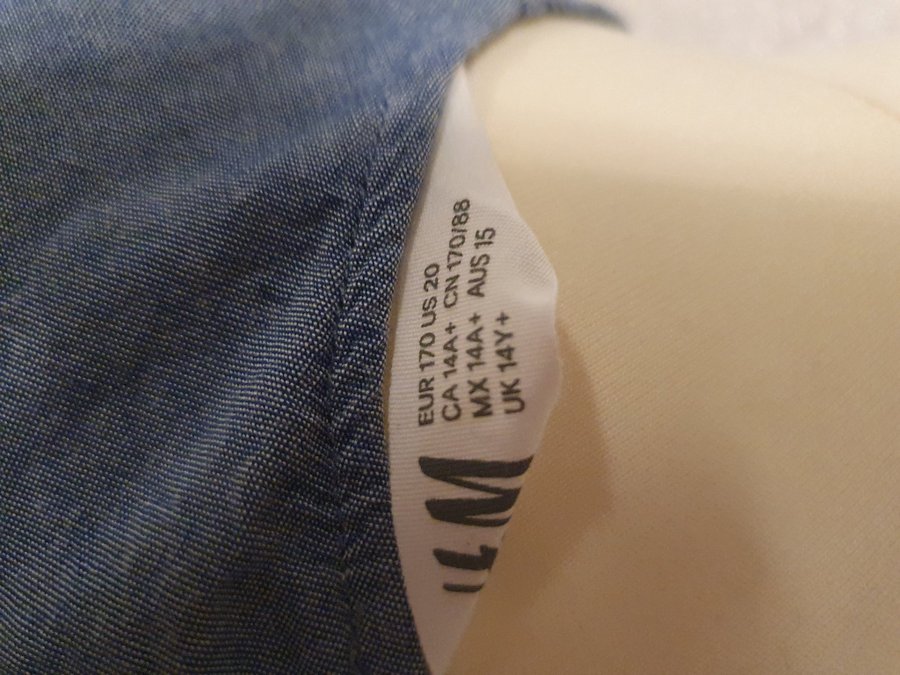 EUR 170 US 20
CA 14A+ CN 170/88
MX 14A+ AUS 15
UK 14Y+